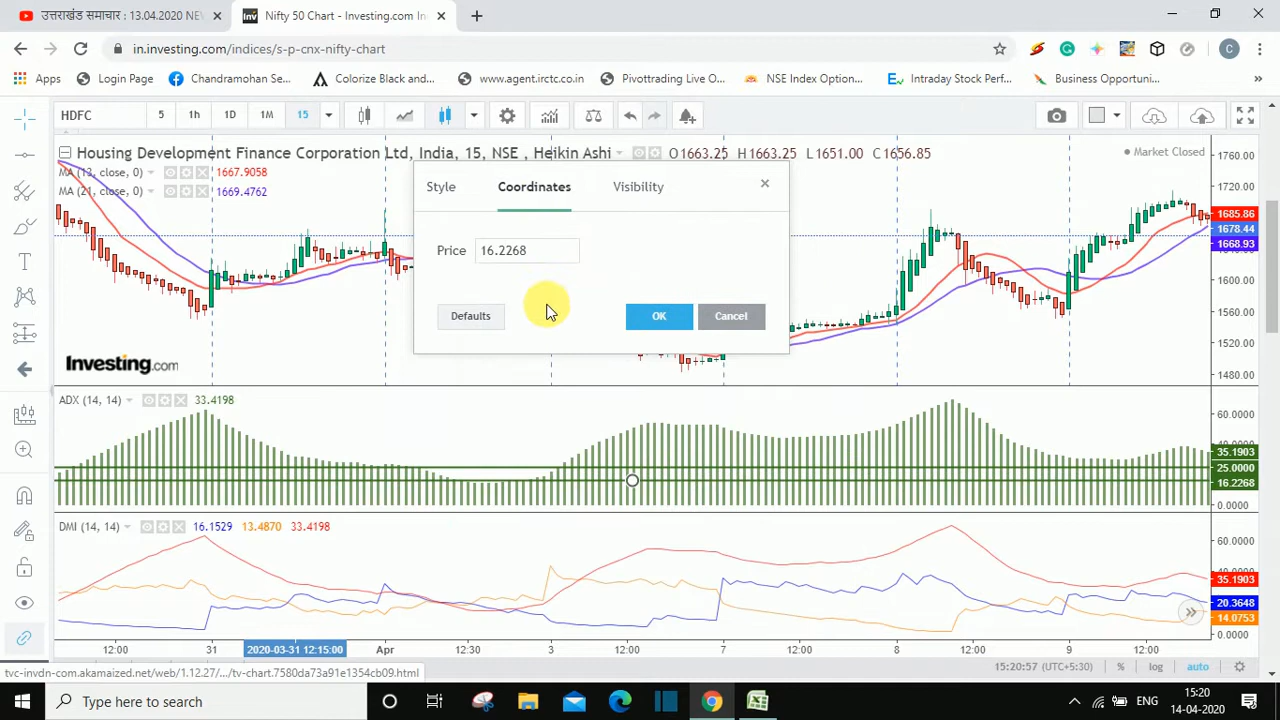 उत्तराखंड समाचार : 13.04.2020 NE
Nifty 50 Chart - Investing.com In
in.investing.com/indices/s-p-cnx-nifty-chart
Apps Login Page Chandramohan Se... Colorize Black and... www.agent.irctc.co.in Pivottrading Live C... NSE Index Option... Intraday Stock Perf... Business Opportuni... »
HDFC 5 1h 1D 1M 15
Housing Development Finance Corporation Ltd, India, 15, NSE, Heikin Ashi O1663.25 H1663.25 L1651.00 C1656.85
Market Closed
MA (13, close, 0) 1667.9058
MA (21, close, 0) 1669.4762
Style Coordinates Visibility
Price 16.2268
Defaults OK Cancel
Investing.com
1760.00
1720.00
1685.86
1678.44
1668.93
1600.00
1560.00
1520.00
1480.00
ADX (14, 14) 33.4198
60.0000
40.0000
35.1903
25.0000
16.2268
0.0000
DMI (14, 14) 16.1529 13.4870 33.4198
60.0000
40.0000
35.1903
20.3648
14.0753
0.0000
12:00 31 2020-03-31 12:15:00 Apr 12:30 3 12:00 7 12:00 8 12:00 9 12:00
tvc-invdn-com.akamaized.net/web/1.12.27/.../tv-chart.7580da73a91e1354cb09.html
15:20:57 (UTC+5:30) % log auto
Type here to search
ENG
15:20
14-04-2020
C